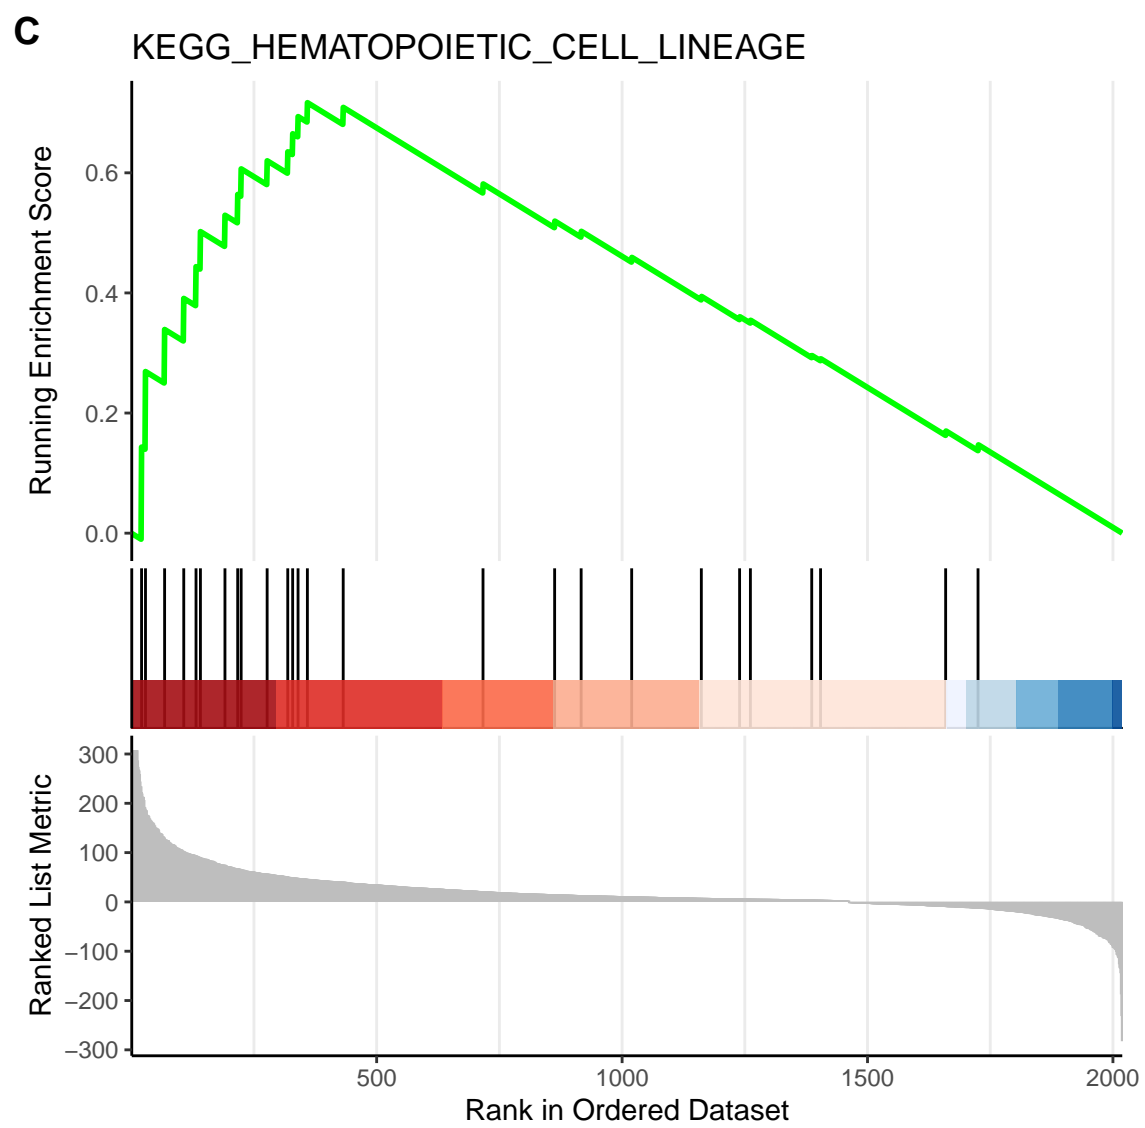 C
KEGG_HEMATOPOIETIC_CELL_LINEAGE
Running Enrichment Score
0.6
0.4
0.2
0.0
Ranked List Metric
300
200
100
0
−100
−200
−300
500 1000 1500 2000
Rank in Ordered Dataset